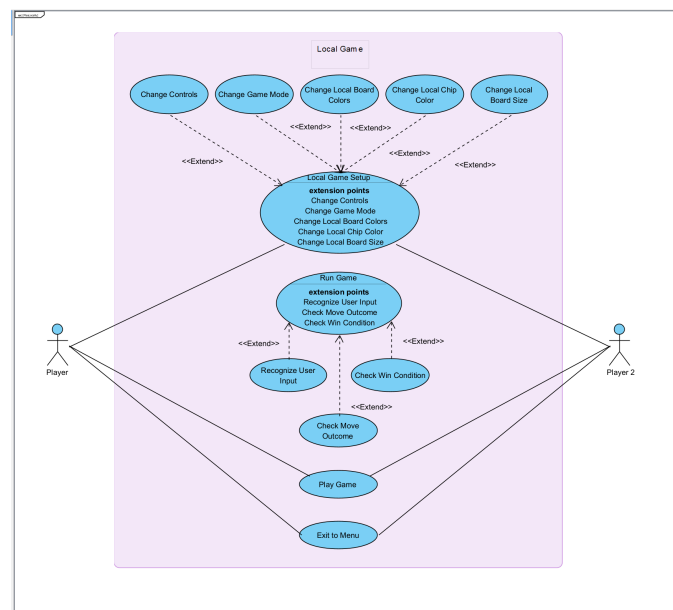 Local Game
Change Controls
Change Game Mode
Change Local Board
Colors
Change Local Chip
Color
Change Local
Board Size
<<Extend>>
<<Extend>>
<<Extend>>
<<Extend>>
<<Extend>>
Local Game Setup
extension points
Change Controls
Change Game Mode
Change Local Board Colors
Change Local Chip Color
Change Local Board Size
Run Game
extension points
Recognize User Input
Check Move Outcome
Check Win Condition
<<Extend>>
<<Extend>>
Player
Player 2
Recognize User
Input
Check Win Condition
<<Extend>>
Check Move
Outcome
Play Game
Exit to Menu